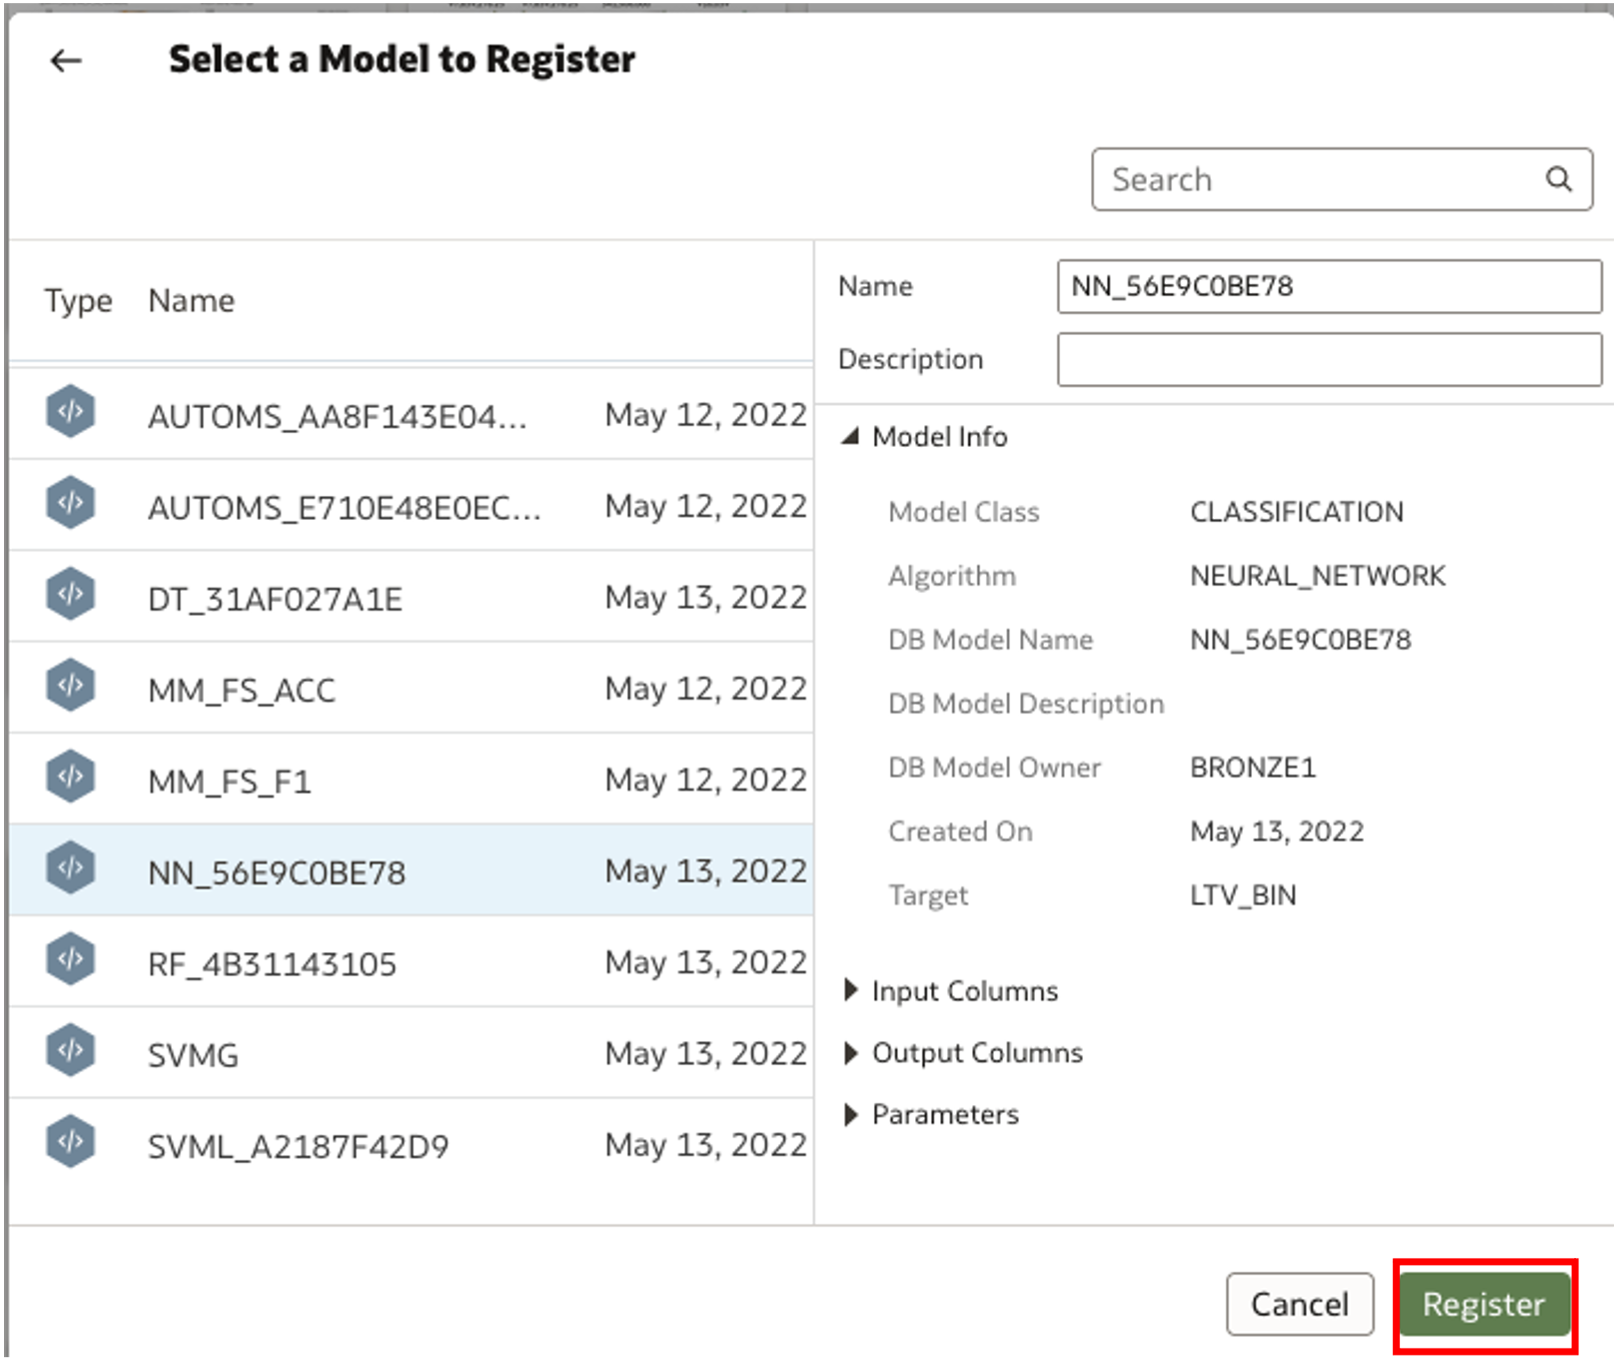 Select a Model to Register
Search
Type Name
AUTOMS_AA8F143E04... May 12, 2022
AUTOMS_E710E48E0EC... May 12, 2022
DT_31AF027A1E May 13, 2022
MM_FS_ACC May 12, 2022
MM_FS_F1 May 12, 2022
NN_56E9C0BE78 May 13, 2022
RF_4B31143105 May 13, 2022
SVMG May 13, 2022
SVML_A2187F42D9 May 13, 2022
Name NN_56E9C0BE78
Description
Model Info
Model Class CLASSIFICATION
Algorithm NEURAL_NETWORK
DB Model Name NN_56E9C0BE78
DB Model Description
DB Model Owner BRONZE1
Created On May 13, 2022
Target LTV_BIN
Input Columns
Output Columns
Parameters
Cancel Register